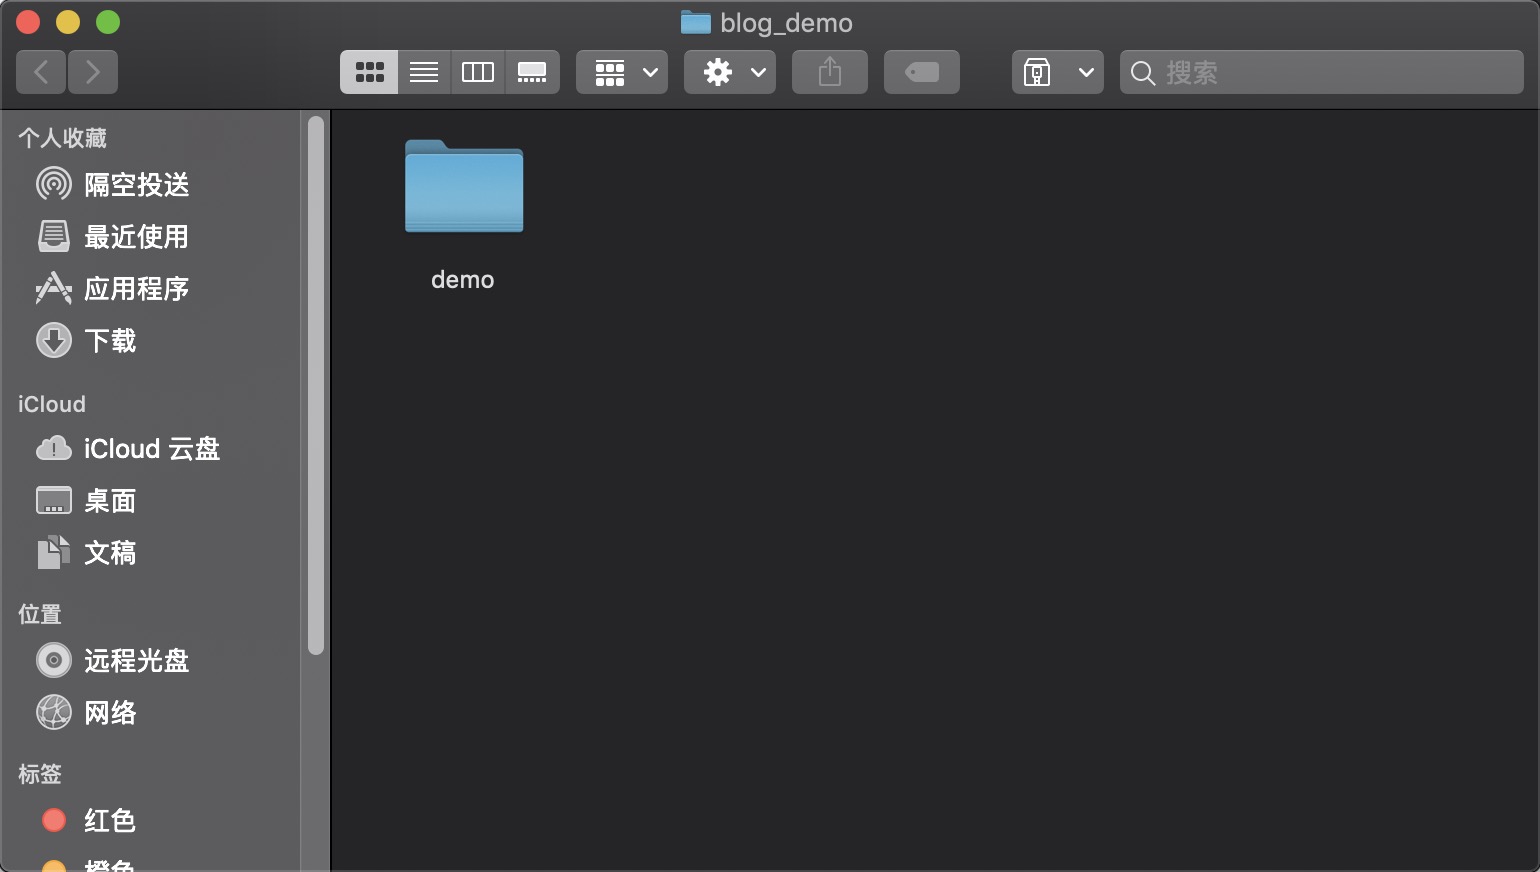 blog_demo
搜索
个人收藏
隔空投送
最近使用
应用程序
下载
iCloud
iCloud 云盘
桌面
文稿
位置
远程光盘
网络
标签
红色
橙色
demo